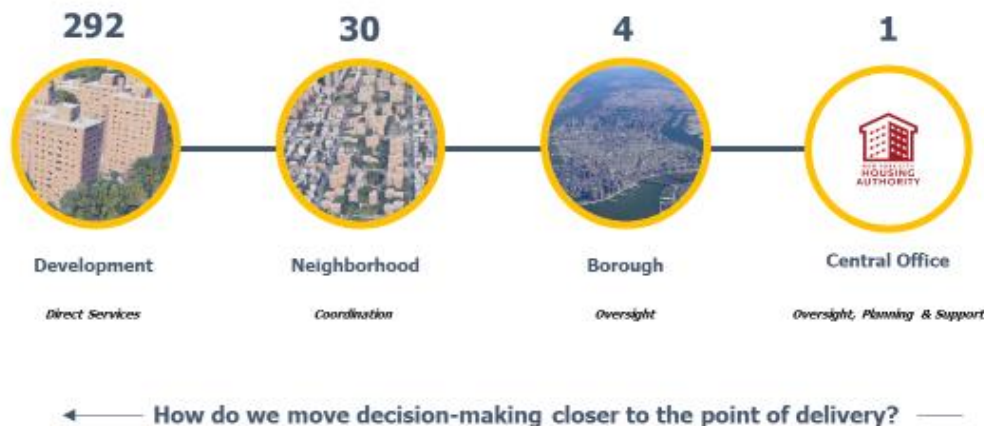 292
30
4
1
NEW YORK CITY
HOUSING
AUTHORITY
Development
Neighborhood
Borough
Central Office
Direct Services
Coordination
Oversight
Oversight, Planning & Support
How do we move decision-making closer to the point of delivery?